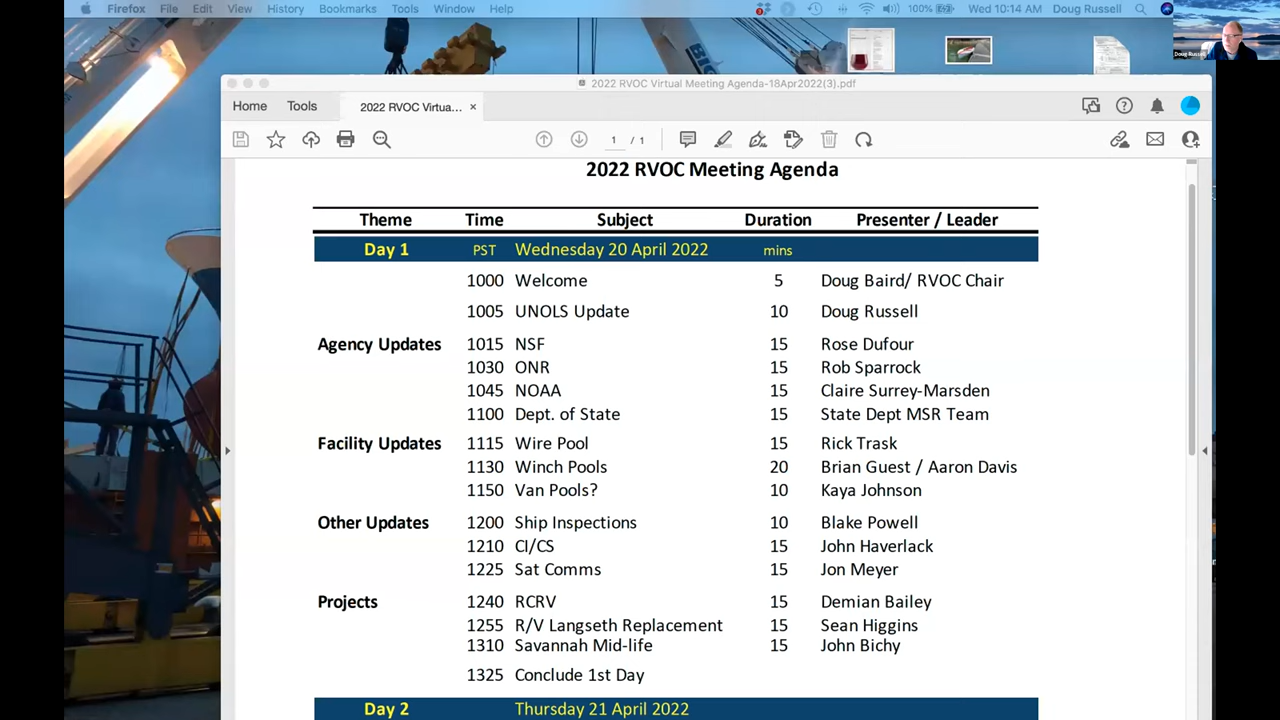 Firefox File Edit View History Bookmarks Tools Window Help 100% Wed 10:14 AM Doug Russell
2022 RVOC Virtual Meeting Agenda-18Apr2022(3).pdf
Home Tools 2022 RVOC Virtua... ×
1 / 1
2022 RVOC Meeting Agenda
Theme Time Subject Duration Presenter / Leader
Day 1 PST Wednesday 20 April 2022 mins
1000 Welcome 5 Doug Baird/ RVOC Chair
1005 UNOLS Update 10 Doug Russell
Agency Updates 1015 NSF 15 Rose Dufour
1030 ONR 15 Rob Sparrock
1045 NOAA 15 Claire Surrey-Marsden
1100 Dept. of State 15 State Dept MSR Team
Facility Updates 1115 Wire Pool 15 Rick Trask
1130 Winch Pools 20 Brian Guest / Aaron Davis
1150 Van Pools? 10 Kaya Johnson
Other Updates 1200 Ship Inspections 10 Blake Powell
1210 CI/CS 15 John Haverlack
1225 Sat Comms 15 Jon Meyer
Projects 1240 RCRV 15 Demian Bailey
1255 R/V Langseth Replacement 15 Sean Higgins
1310 Savannah Mid-life 15 John Bichy
1325 Conclude 1st Day
Day 2 Thursday 21 April 2022